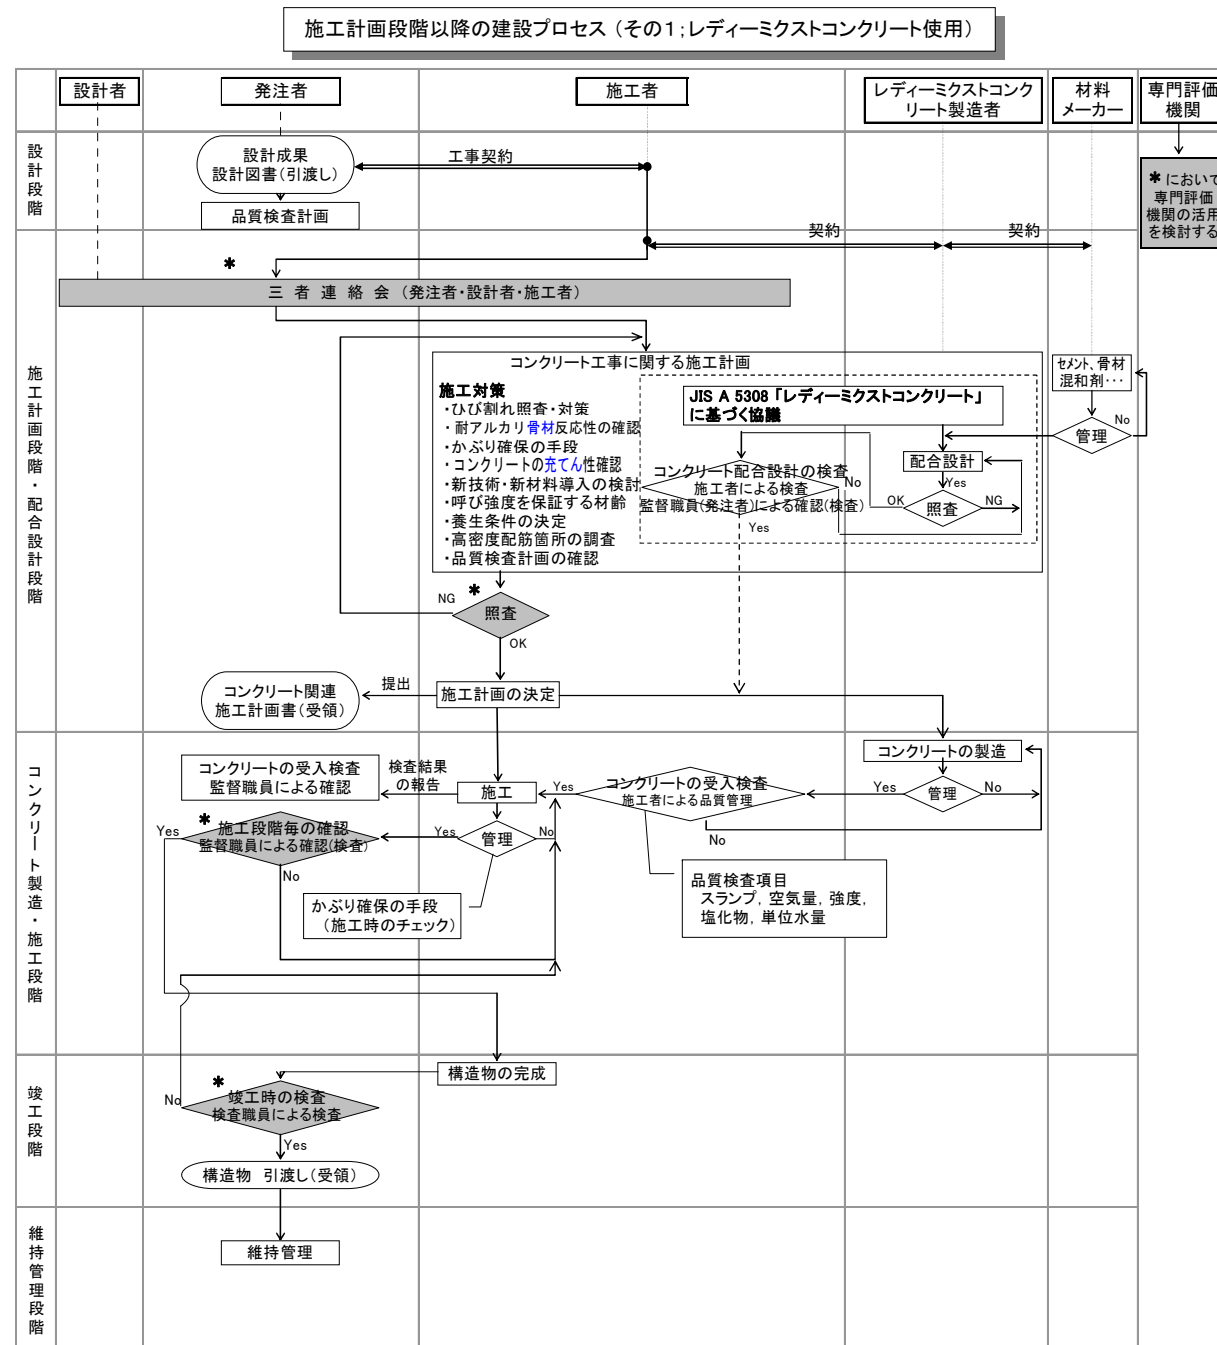 施工計画段階以降の建設プロセス（その１；レディーミクストコンクリート使用）
設計者
発注者
施工者
レディーミクストコンク
リート製造者
材料
メーカー
専門評価
機関
設計段階
設計成果
設計図書（引渡し）
工事契約
品質検査計画
＊において
専門評価
機関の活用
を検討する
契約
契約
＊
三者連絡会（発注者・設計者・施工者）
施工計画段階・配合設計段階
コンクリート工事に関する施工計画
施工対策
・ひび割れ照査・対策
・耐アルカリ骨材反応性の確認
・かぶり確保の手段
・コンクリートの充てん性確認
・新技術・新材料導入の検討
・呼び強度を保証する材齢
・養生条件の決定
・高密度配筋箇所の調査
・品質検査計画の確認
JIS A 5308 「レディーミクストコンクリート」
に基づく協議
セメント、骨材
混和剤･･･
No
管理
配合設計
Yes
コンクリート配合設計の検査
施工者による検査
監督職員(発注者)による確認(検査)
No
Yes
OK
照査
NG
＊
NG
照査
OK
コンクリート関連
施工計画書（受領）
提出
施工計画の決定
コンクリート製造・施工段階
コンクリートの製造
コンクリートの受入検査
監督職員による確認
検査結果
の報告
施工
Yes
コンクリートの受入検査
施工者による品質管理
Yes
管理
No
No
Yes
＊
施工段階毎の確認
監督職員による確認(検査)
Yes
管理
No
No
かぶり確保の手段
（施工時のチェック）
品質検査項目
スランプ，空気量，強度，
塩化物，単位水量
竣工段階
構造物の完成
＊
No
竣工時の検査
検査職員による検査
Yes
構造物　引渡し（受領）
維持管理段階
維持管理